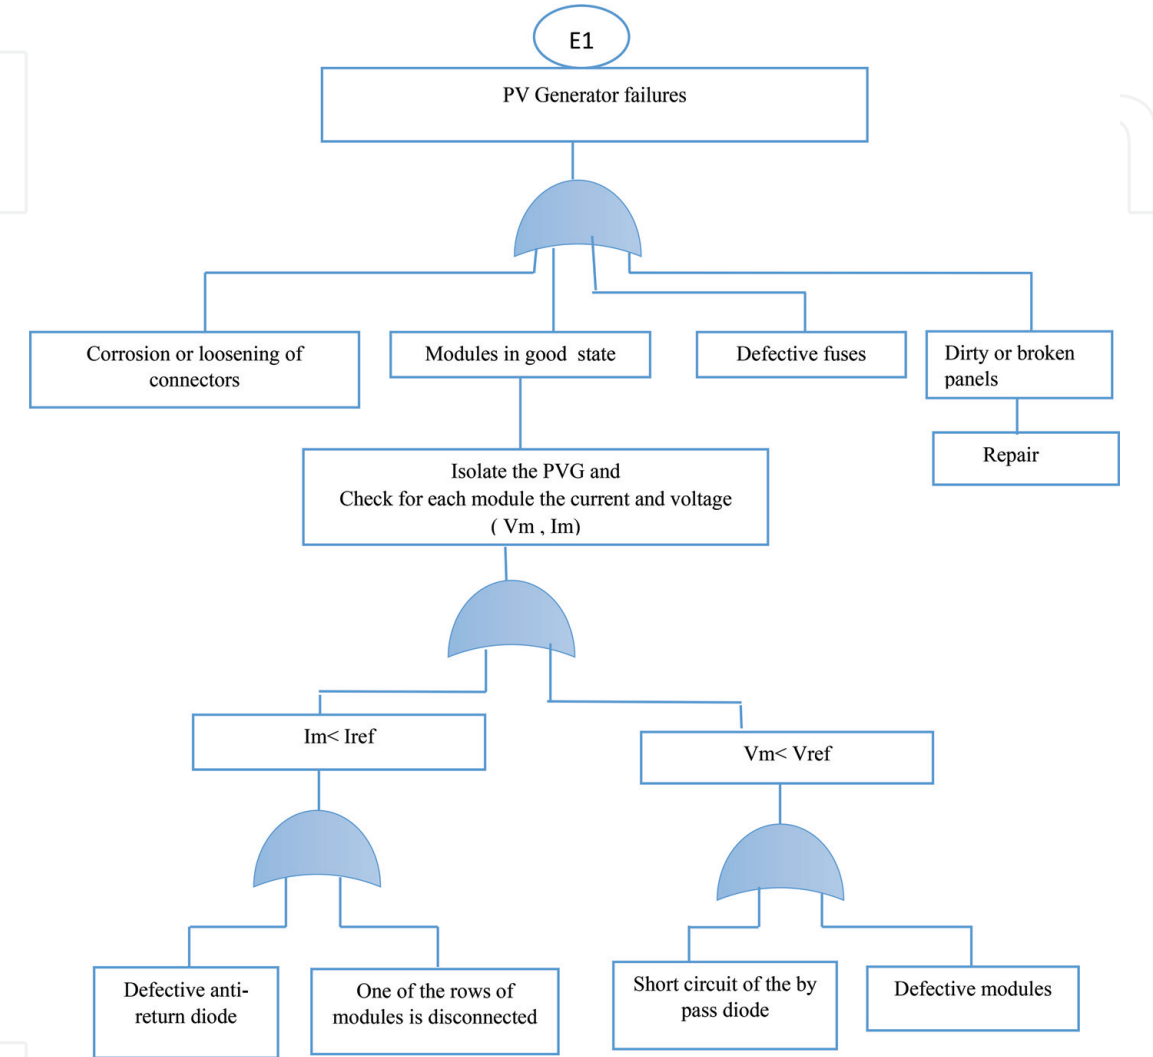 E1
PV Generator failures
Corrosion or loosening of
connectors
Modules in good state
Defective fuses
Dirty or broken
panels
Repair
Isolate the PVG and
Check for each module the current and voltage
( Vm , Im)
Im< Iref
Vm< Vref
Defective anti-
return diode
One of the rows of
modules is disconnected
Short circuit of the by
pass diode
Defective modules